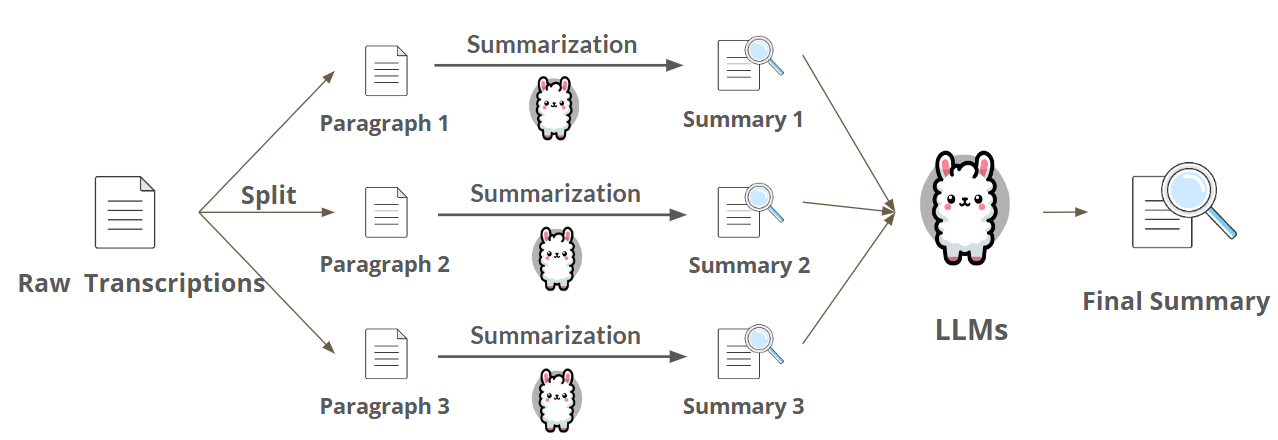 Summarization
Paragraph 1
Summary 1
Split
Summarization
Raw  Transcriptions
Paragraph 2
Summary 2
LLMs
Final Summary
Summarization
Paragraph 3
Summary 3